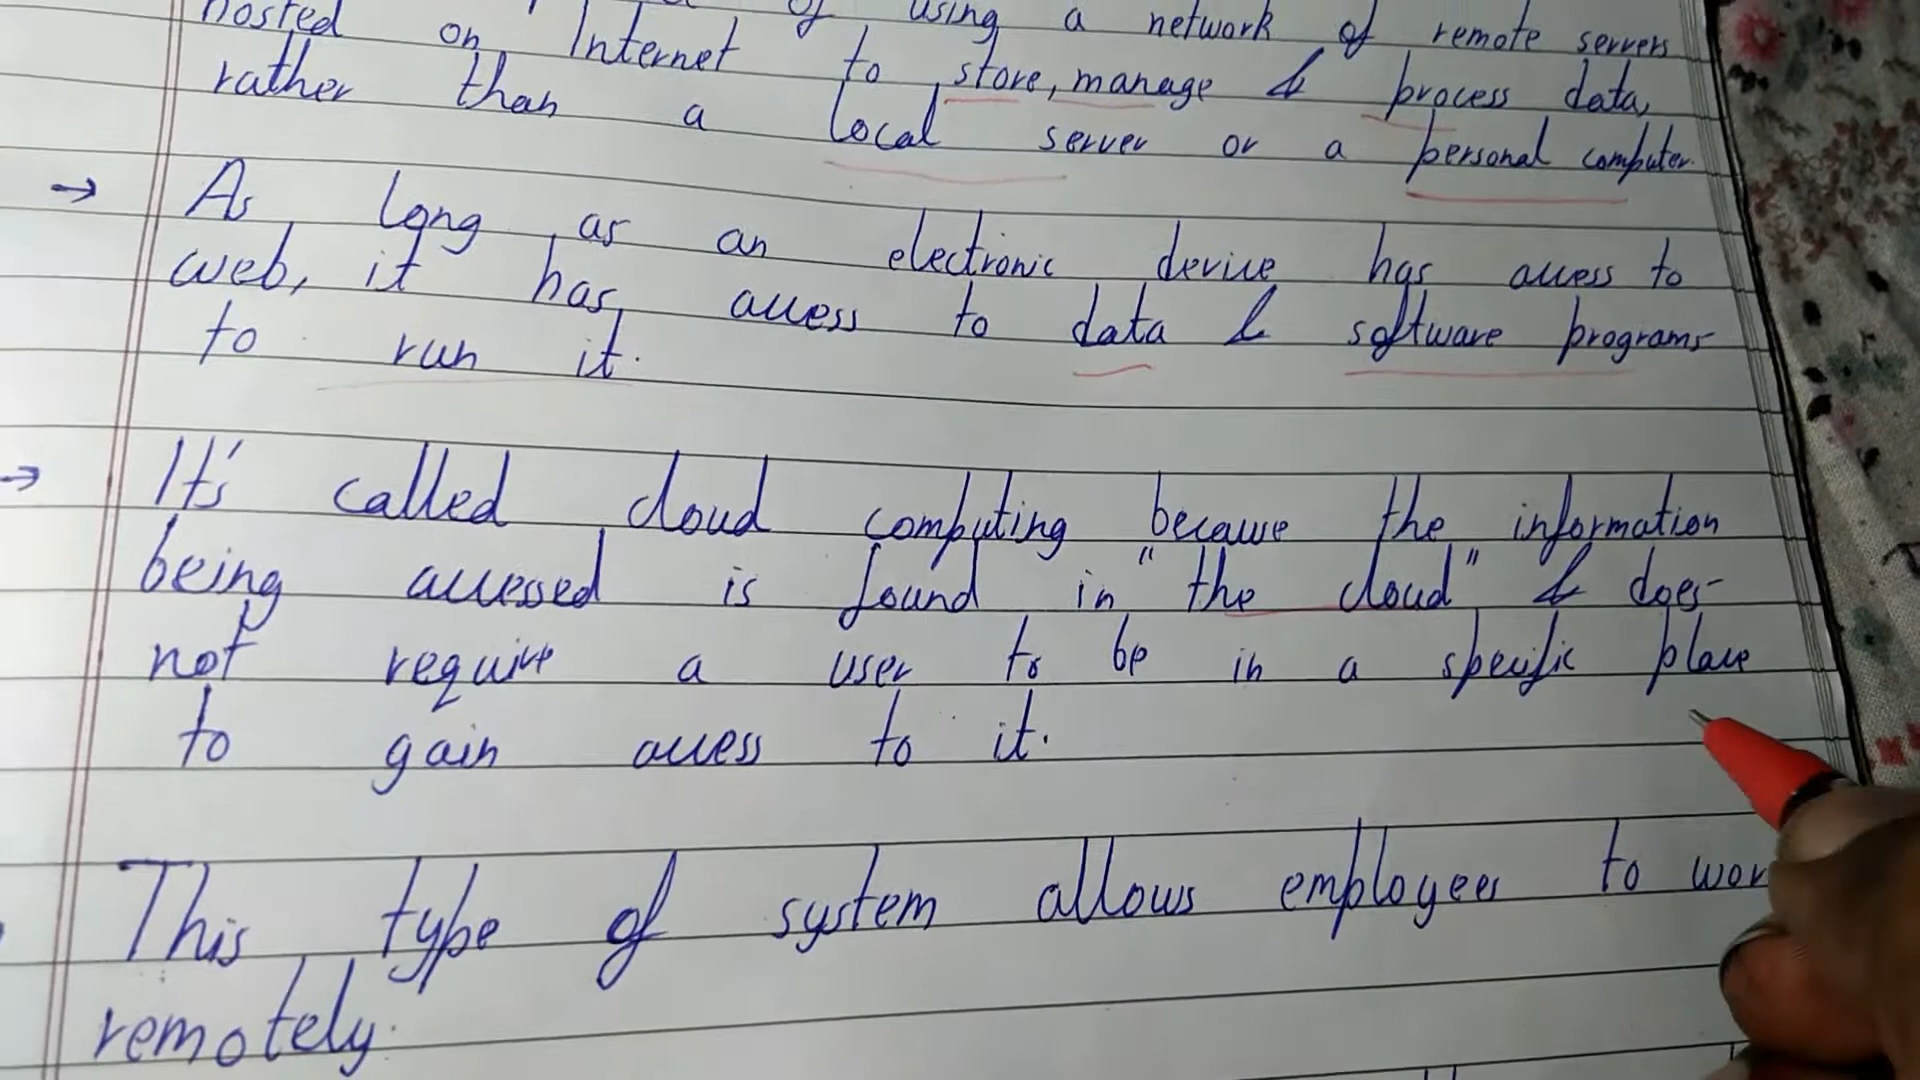 of using a network of remote servers
hosted on Internet to store, manage & process data,
rather than a local server or a personal computer.
→ As long as an electronic device has access to
web, it has access to data & software programs
to run it.
→ It's called cloud computing because the information
being accessed is found in "the cloud" & does
not require a user to be in a specific place
to gain access to it.
This type of system allows employees to wor
remotely.